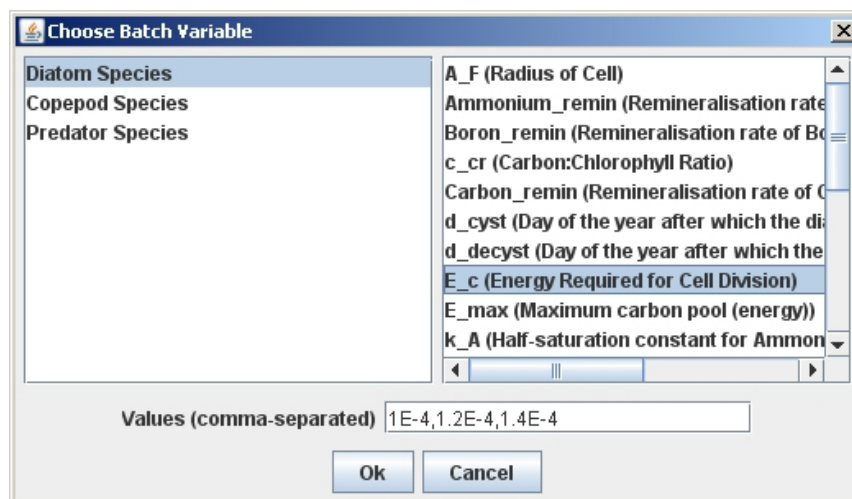 Choose Batch Variable
Diatom Species
Copepod Species
Predator Species
A_F (Radius of Cell)
Ammonium_remin (Remineralisation rate
Boron_remin (Remineralisation rate of Bo
c_cr (Carbon:Chlorophyll Ratio)
Carbon_remin (Remineralisation rate of C
d_cyst (Day of the year after which the dia
d_decyst (Day of the year after which the
E_c (Energy Required for Cell Division)
E_max (Maximum carbon pool (energy))
k_A (Half-saturation constant for Ammon
Values (comma-separated) 1E-4,1.2E-4,1.4E-4
Ok Cancel